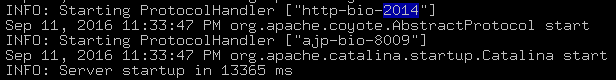 INFO: Starting ProtocolHandler ["http-bio-2014"]
Sep 11, 2016 11:33:47 PM org.apache.coyote.AbstractProtocol start
INFO: Starting ProtocolHandler ["ajp-bio-8009"]
Sep 11, 2016 11:33:47 PM org.apache.catalina.startup.Catalina start
INFO: Server startup in 13365 ms